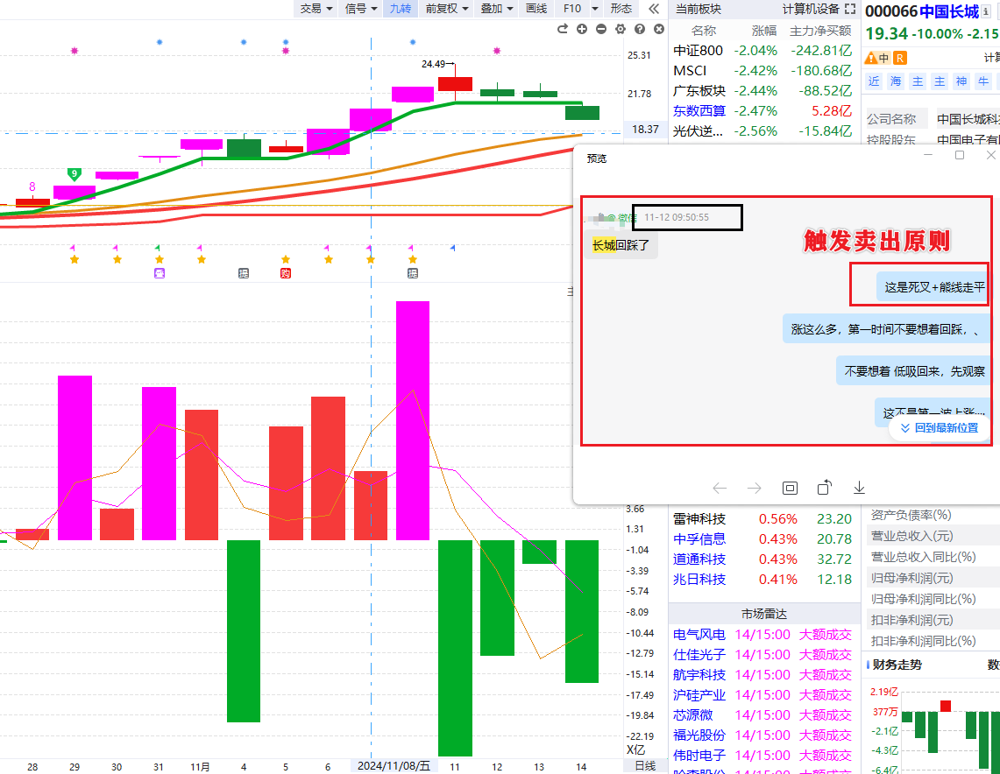 交易 信号 九转 前复权 叠加 画线 F10 形态
当前板块 计算机设备
000066中国长城
19.34 -10.00% -2.15
中 R
近 海 主 主 神 牛
公司名称 中国长城科
控股股东 中国电子有
名称 涨幅 主力净买额
中证800 -2.04% -242.81亿
MSCI -2.42% -180.68亿
广东板块 -2.44% -88.52亿
东数西算 -2.47% 5.28亿
光伏逆... -2.56% -15.84亿
25.31
24.49
21.78
18.37
8
9
提
购
提
预览
@微信 11-12 09:50:55
长城回踩了
触发卖出原则
这是死叉+能线走平
涨这么多，第一时间不要想着回踩，、
不要想着 低吸回来，先观察
这不是第一波上涨....
回到最新位置
3.66
1.31
-1.04
-3.39
-5.74
-8.09
-10.44
-12.79
-15.14
-17.49
-19.84
-22.19
X亿
28 29 30 31 11月 4 5 6 2024/11/08/五 11 12 13 14 日线
雷神科技 0.56% 23.20
中孚信息 0.43% 20.78
道通科技 0.43% 32.72
兆日科技 0.41% 12.18
市场雷达
电气风电 14/15:00 大额成交
仕佳光子 14/15:00 大额成交
航宇科技 14/15:00 大额成交
沪硅产业 14/15:00 大额成交
芯源微 14/15:00 大额成交
福光股份 14/15:00 大额成交
伟时电子 14/15:00 大额成交
哈森股份 14/15:00 大额成交
资产负债率(%)
营业总收入(元)
营业总收入同比(%)
归母净利润(元)
归母净利润同比(%)
扣非净利润(元)
扣非净利润同比(%)
财务走势 数
2.19亿
377万
-2.1亿
-4.3亿
-6.4亿